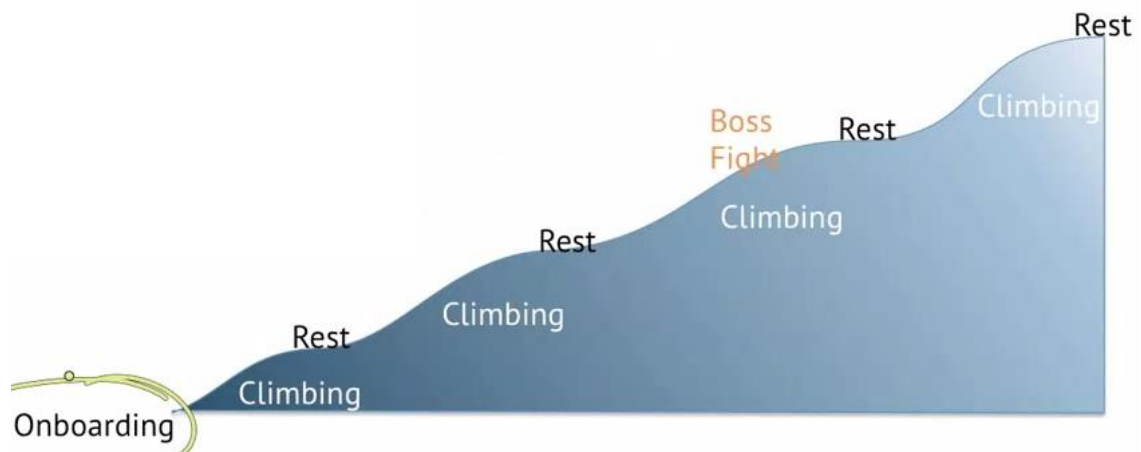 Rest
Climbing
Boss
Fight
Rest
Climbing
Rest
Climbing
Rest
Climbing
Onboarding